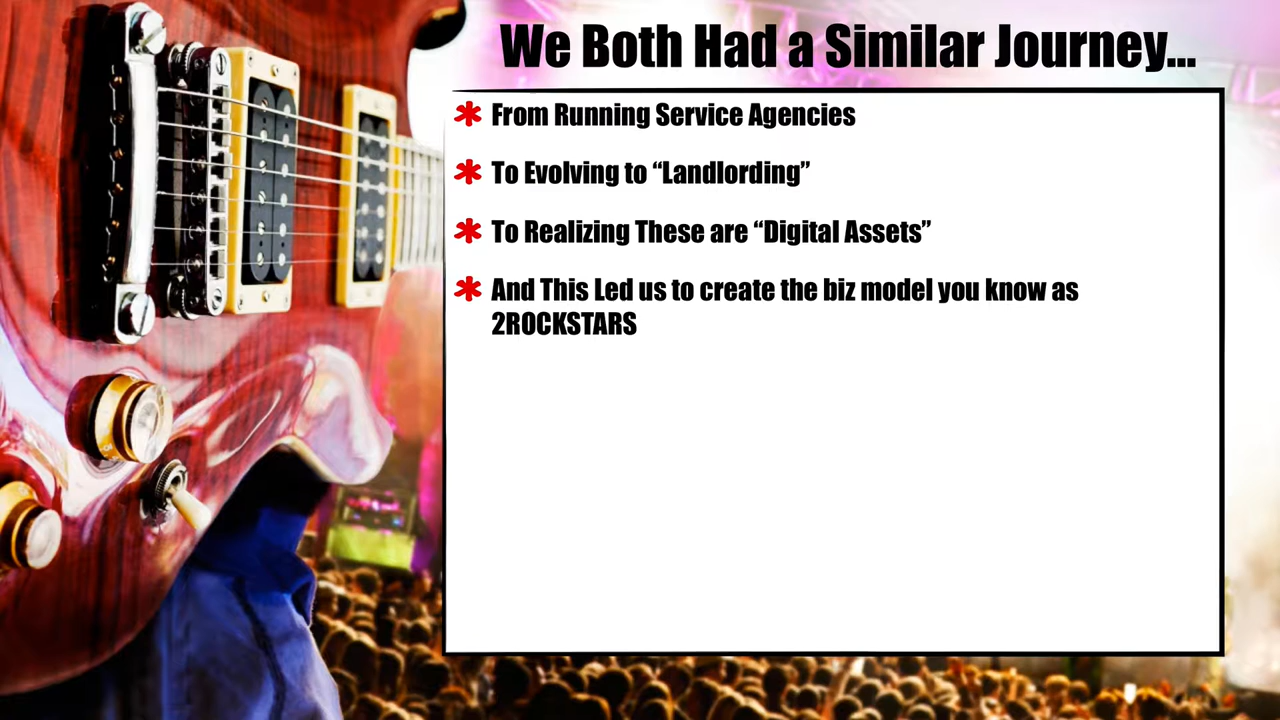 We Both Had a Similar Journey...
From Running Service Agencies
To Evolving to “Landlording”
To Realizing These are “Digital Assets”
And This Led us to create the biz model you know as
2ROCKSTARS